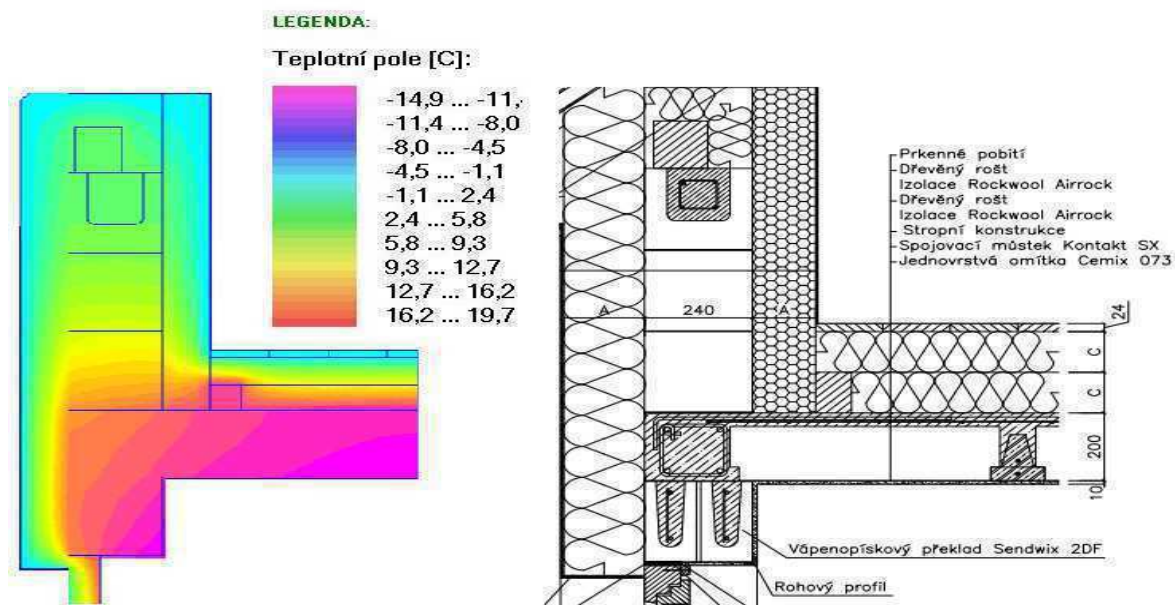 LEGENDA:
Teplotní pole [C]:
-14,9 ... -11,
-11,4 ... -8,0
-8,0 ... -4,5
-4,5 ... -1,1
-1,1 ... 2,4
2,4 ... 5,8
5,8 ... 9,3
9,3 ... 12,7
12,7 ... 16,2
16,2 ... 19,7
Prkenné pobití
Dřevěný rošt
Izolace Rockwool Airrock
Dřevěný rošt
Izolace Rockwool Airrock
Stropní konstrukce
Spojovací můstek Kontakt SX
Jednovrstvá omítka Cemix 073
A
240
A
24
C
C
200
10
Vápenopískový překlad Sendwix 2DF
Rohový profil